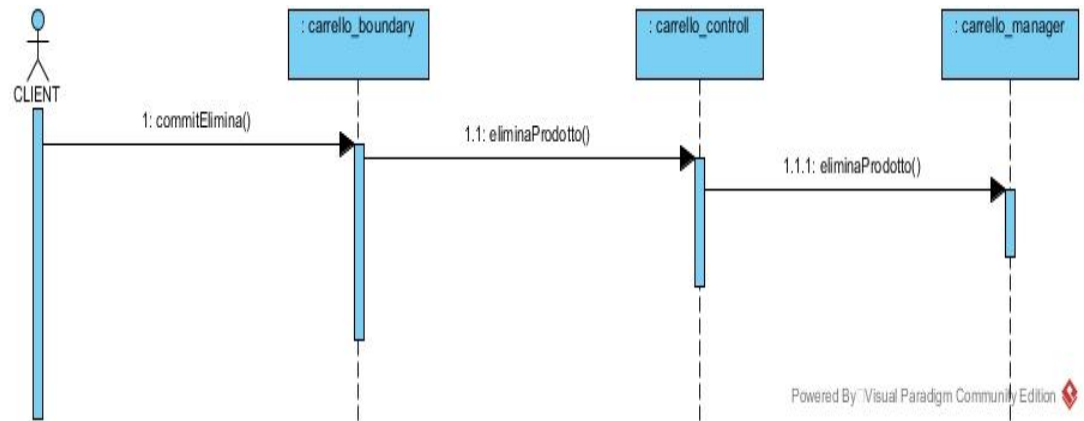 : carrello_boundary
: carrello_controll
: carrello_manager
CLIENT
1: commitElimina()
1.1: eliminaProdotto()
1.1.1: eliminaProdotto()
Powered By Visual Paradigm Community Edition